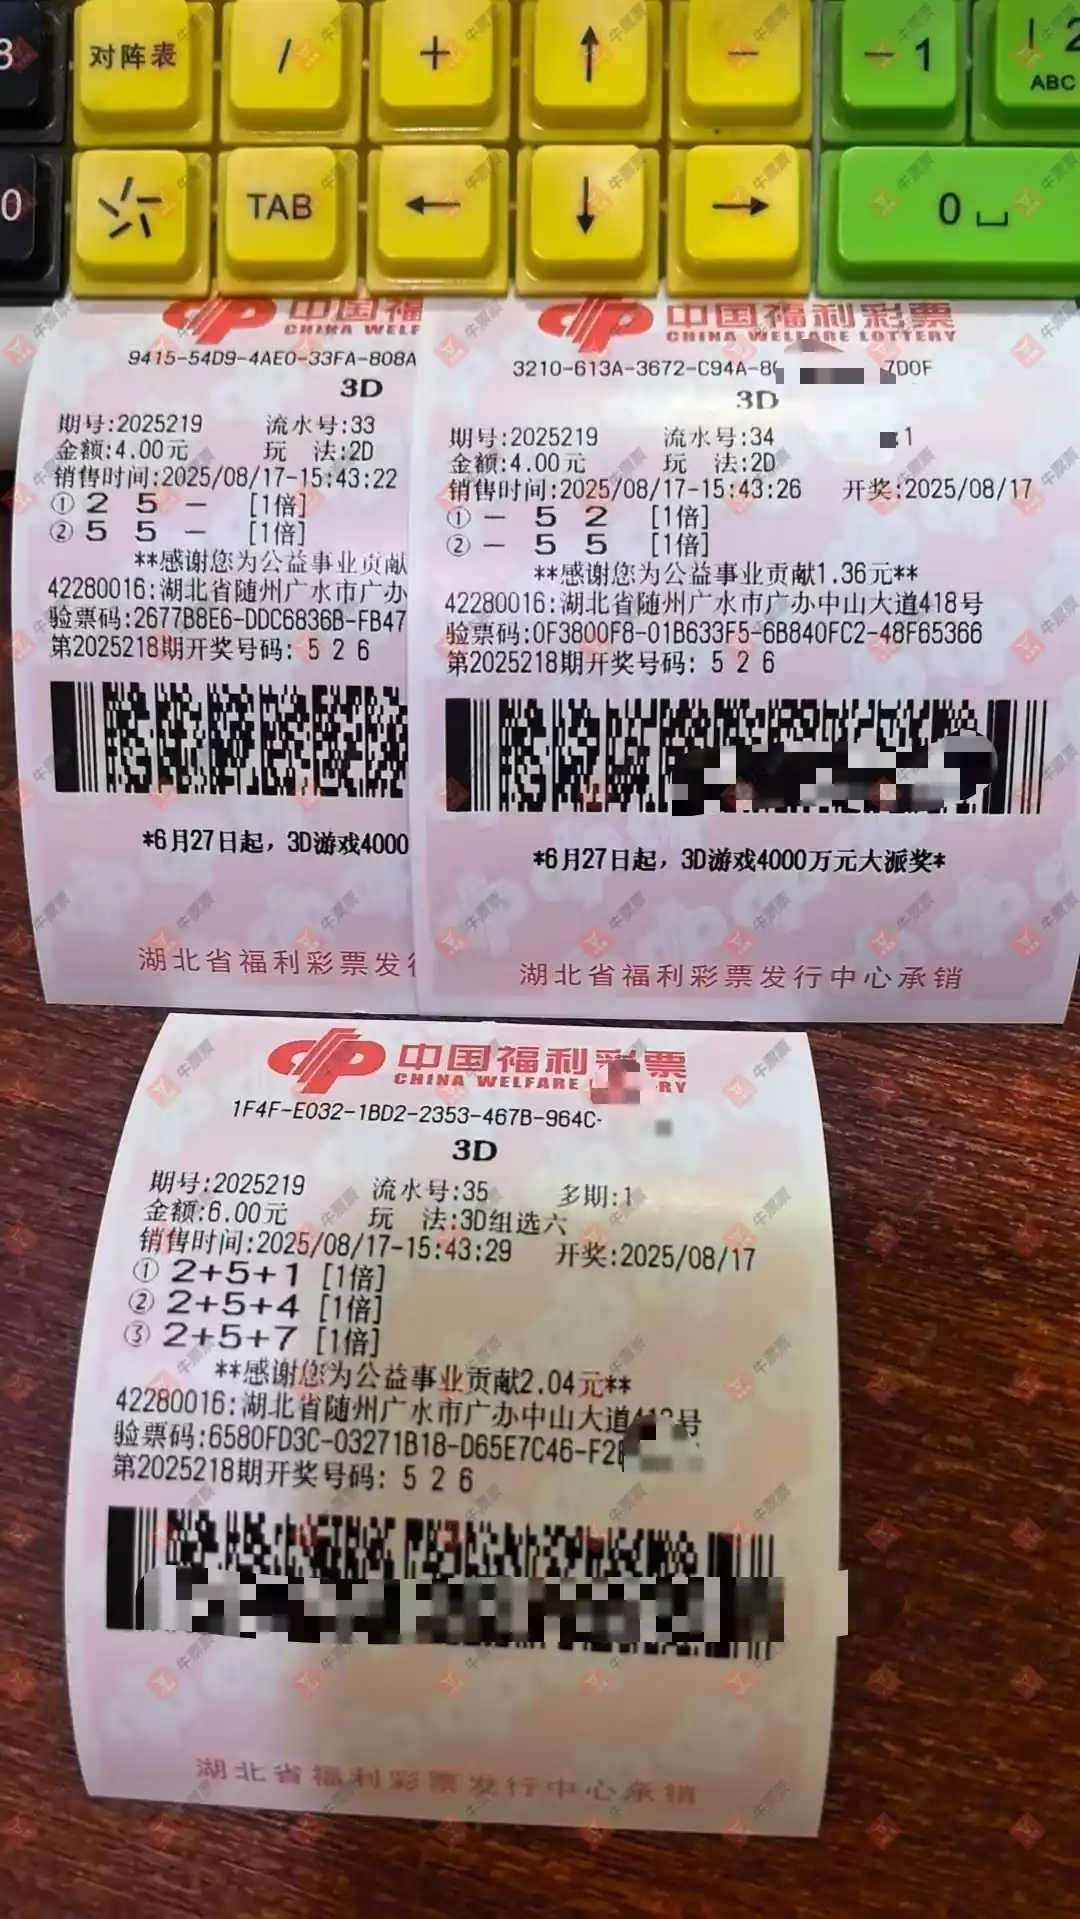 8
对阵表
/
+
↑
—
— 1
| 2
ABC
0
TAB
←
↓
→
0 ⌴
中国福
CHINA WELF
9415-54D9-4AE0-33FA-808A
3D
期号:2025219 流水号:33
金额:4.00元 玩 法:2D
销售时间:2025/08/17-15:43:22
① 2 5 — [1倍]
② 5 5 — [1倍]
**感谢您为公益事业贡献
42280016:湖北省随州广水市广办
验票码:2677B8E6-DDC6836B-FB47
第2025218期开奖号码: 5 2 6
*6月27日起，3D游戏4000
湖北省福利彩票发行
中国福利彩票
CHINA WELFARE LOTTERY
3210-613A-3672-C94A-8 7D0F
3D
期号:2025219 流水号:34 :1
金额:4.00元 玩 法:2D
销售时间:2025/08/17-15:43:26 开奖:2025/08/17
① — 5 2 [1倍]
② — 5 5 [1倍]
**感谢您为公益事业贡献1.36元**
42280016:湖北省随州广水市广办中山大道418号
验票码:0F3800F8-01B633F5-6B840FC2-48F65366
第2025218期开奖号码: 5 2 6
*6月27日起，3D游戏4000万元大派奖*
湖北省福利彩票发行中心承销
中国福利彩票
CHINA WELFARE RY
1F4F-E032-1BD2-2353-467B-964C-
3D
期号:2025219 流水号:35 多期:1
金额:6.00元 玩 法:3D组选六
销售时间:2025/08/17-15:43:29 开奖:2025/08/17
① 2+5+1 [1倍]
② 2+5+4 [1倍]
③ 2+5+7 [1倍]
**感谢您为公益事业贡献2.04元**
42280016:湖北省随州广水市广办中山大道 号
验票码:6580FD3C-03271B18-D65E7C46-F2
第2025218期开奖号码: 5 2 6
湖北省福利彩票发行中心承销
牛票票